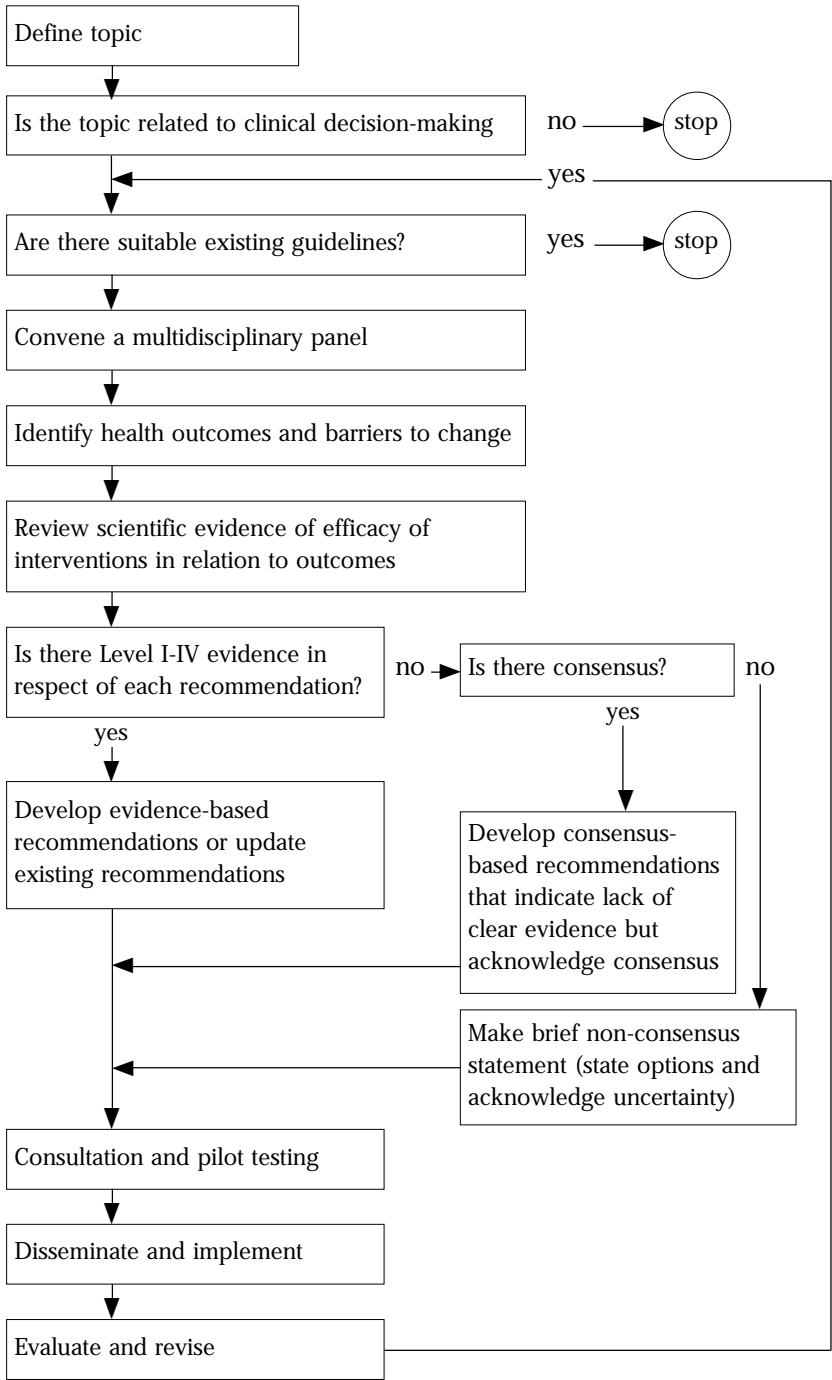 Define topic
Is the topic related to clinical decision-making
no
stop
yes
Are there suitable existing guidelines?
yes
stop
Convene a multidisciplinary panel
Identify health outcomes and barriers to change
Review scientific evidence of efficacy of
interventions in relation to outcomes
Is there Level I-IV evidence in
respect of each recommendation?
no
Is there consensus?
no
yes
yes
Develop evidence-based
recommendations or update
existing recommendations
Develop consensus-
based recommendations
that indicate lack of
clear evidence but
acknowledge consensus
Make brief non-consensus
statement (state options and
acknowledge uncertainty)
Consultation and pilot testing
Disseminate and implement
Evaluate and revise